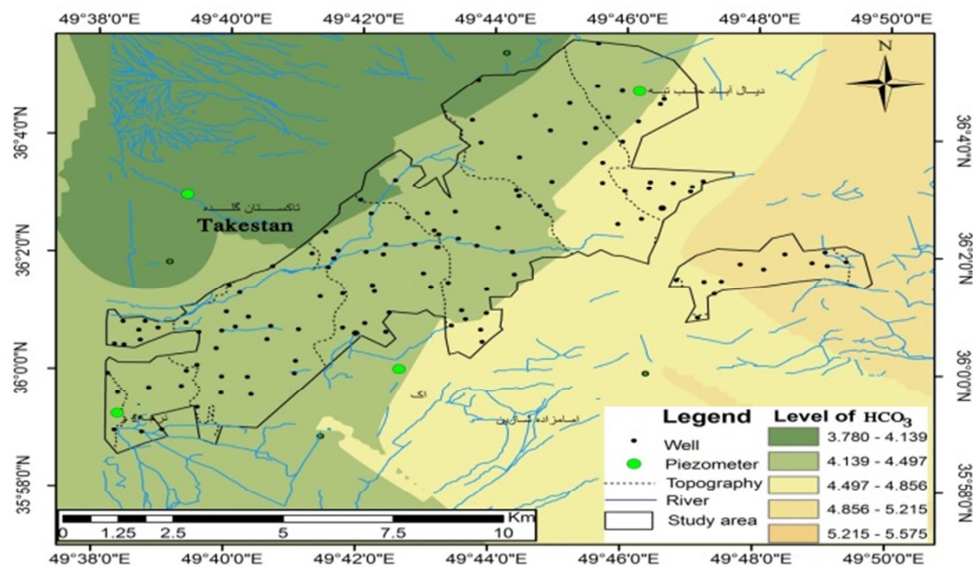 49°38'0"E 49°40'0"E 49°42'0"E 49°44'0"E 49°46'0"E 49°48'0"E 49°50'0"E
N
36°4'0"N
36°4'0"N
Takestan
36°2'0"N
36°2'0"N
36°0'0"N
36°0'0"N
اک
35°58'0"N
35°58'0"N
Legend
Well
Piezometer
Topography
River
Study area
Level of HCO3
3.780 - 4.139
4.139 - 4.497
4.497 - 4.856
4.856 - 5.215
5.215 - 5.575
Km
0 1.25 2.5 5 7.5 10
49°38'0"E 49°40'0"E 49°42'0"E 49°44'0"E 49°46'0"E 49°48'0"E 49°50'0"E